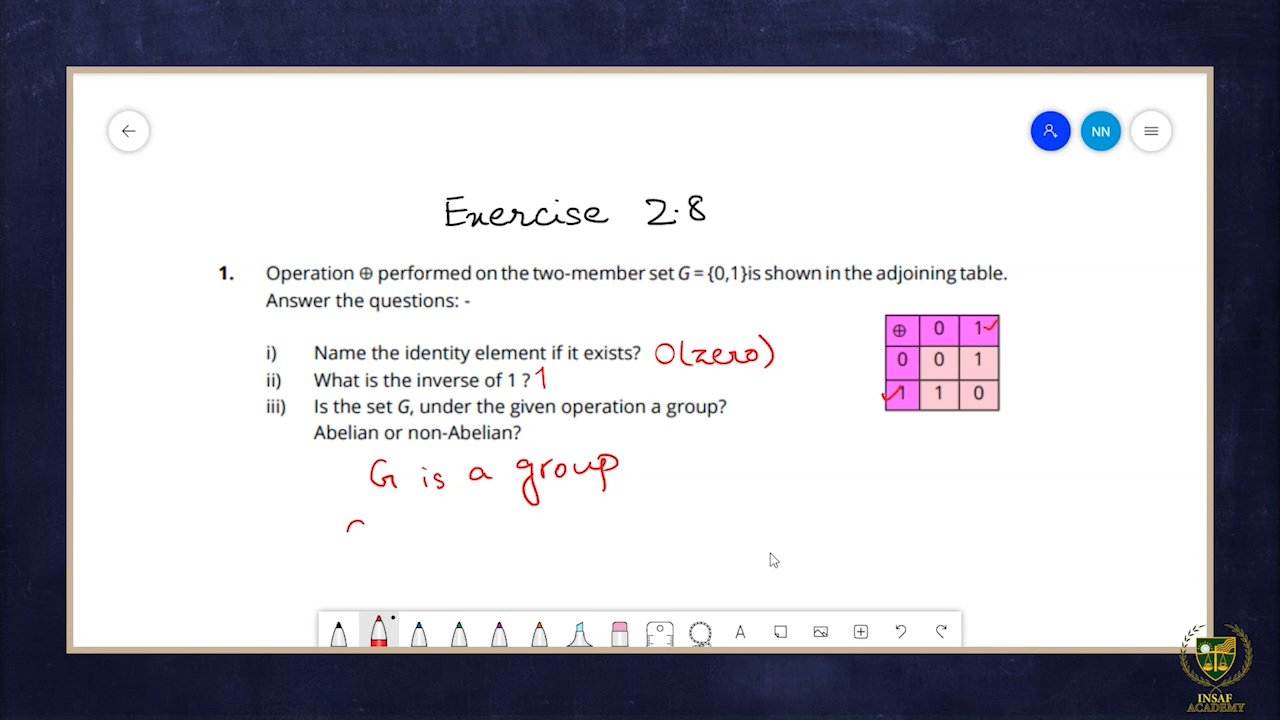 NN
Exercise 2.8
1. Operation ⊕ performed on the two-member set G = {0,1}is shown in the adjoining table.
Answer the questions: -
i) Name the identity element if it exists? 0(zero)
ii) What is the inverse of 1 ? 1
iii) Is the set G, under the given operation a group?
Abelian or non-Abelian?
⊕ 0 1
0 0 1
1 1 0
G is a group
A
INSAF
ACADEMY